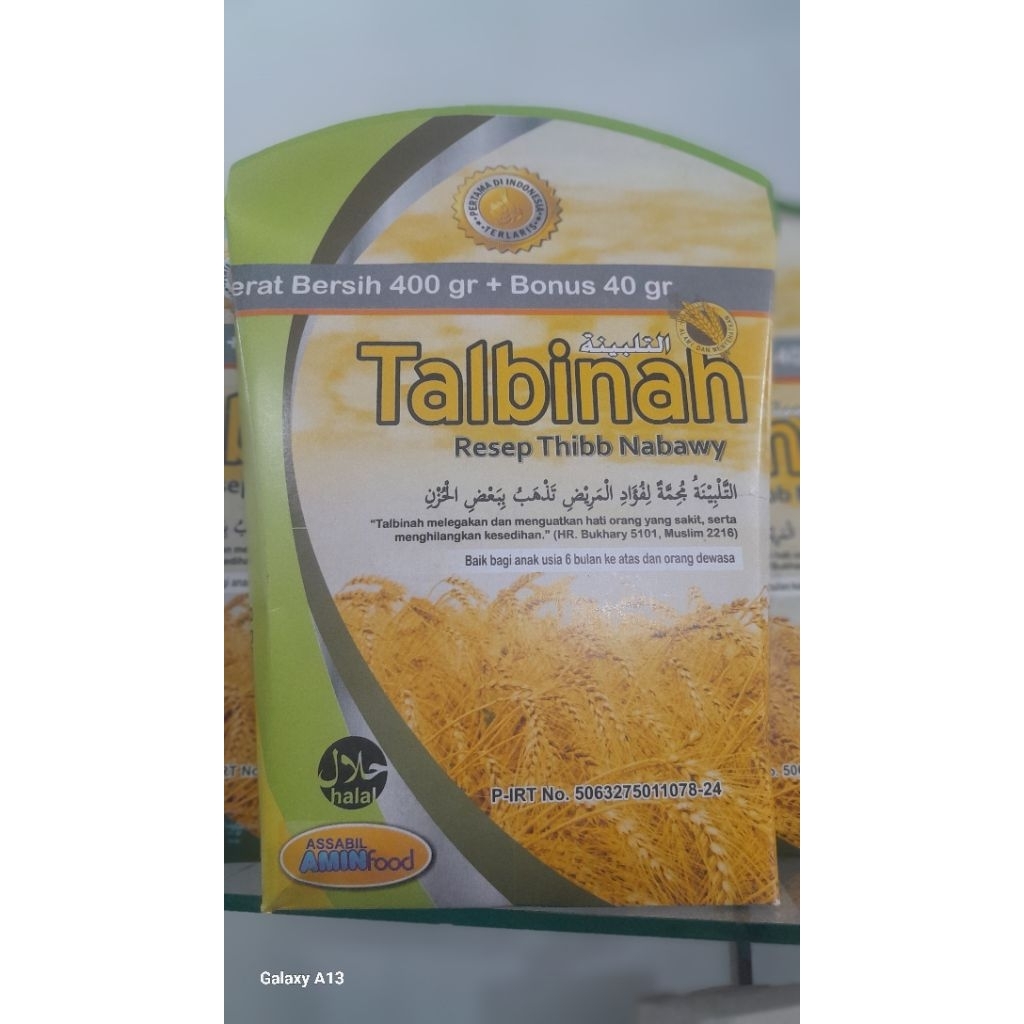 PERTAMA DI INDONESIA
TERLARIS
erat Bersih 400 gr + Bonus 40 gr
التلبينة
Talbinah
Resep Thibb Nabawy
التَّلْبِيْنَةُ مُجِمَّةٌ لِفُؤَادِ الْمَرِيْضِ تَذْهَبُ بِبَعْضِ الْحُزْنِ
"Talbinah melegakan dan menguatkan hati orang yang sakit, serta
menghilangkan kesedihan." (HR. Bukhary 5101, Muslim 2216)
Baik bagi anak usia 6 bulan ke atas dan orang dewasa
حلال
halal
P-IRT No. 5063275011078-24
ASSABIL
AMINfood
Galaxy A13